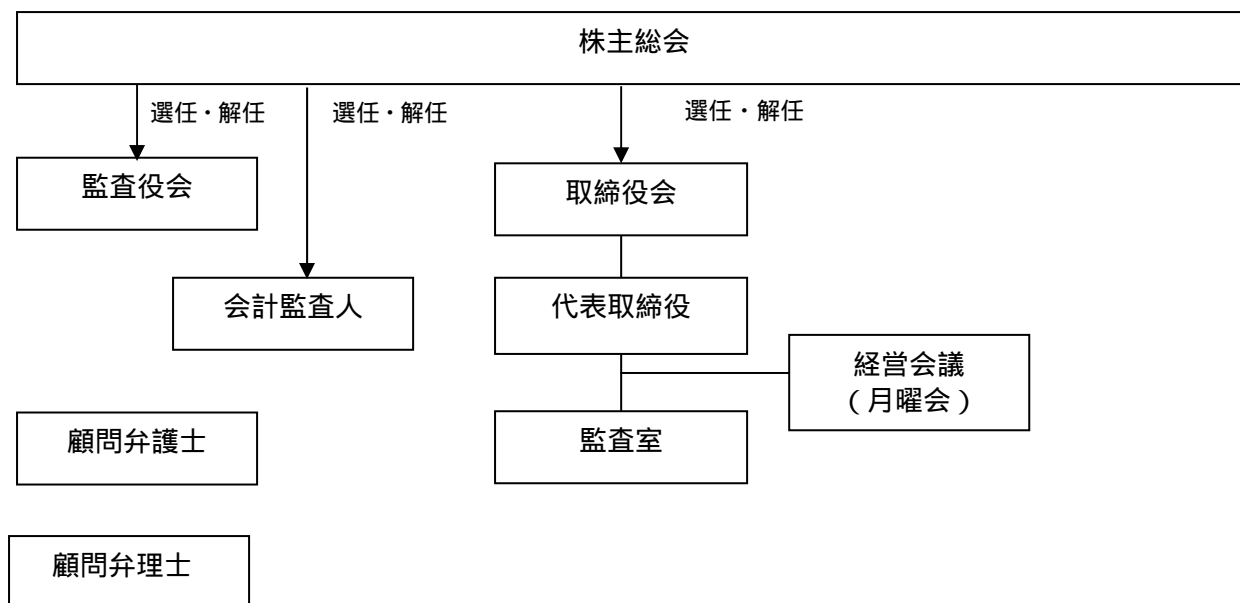 株主総会
選任・解任
選任・解任
選任・解任
監査役会
取締役会
会計監査人
代表取締役
経営会議
（月曜会）
顧問弁護士
監査室
顧問弁理士